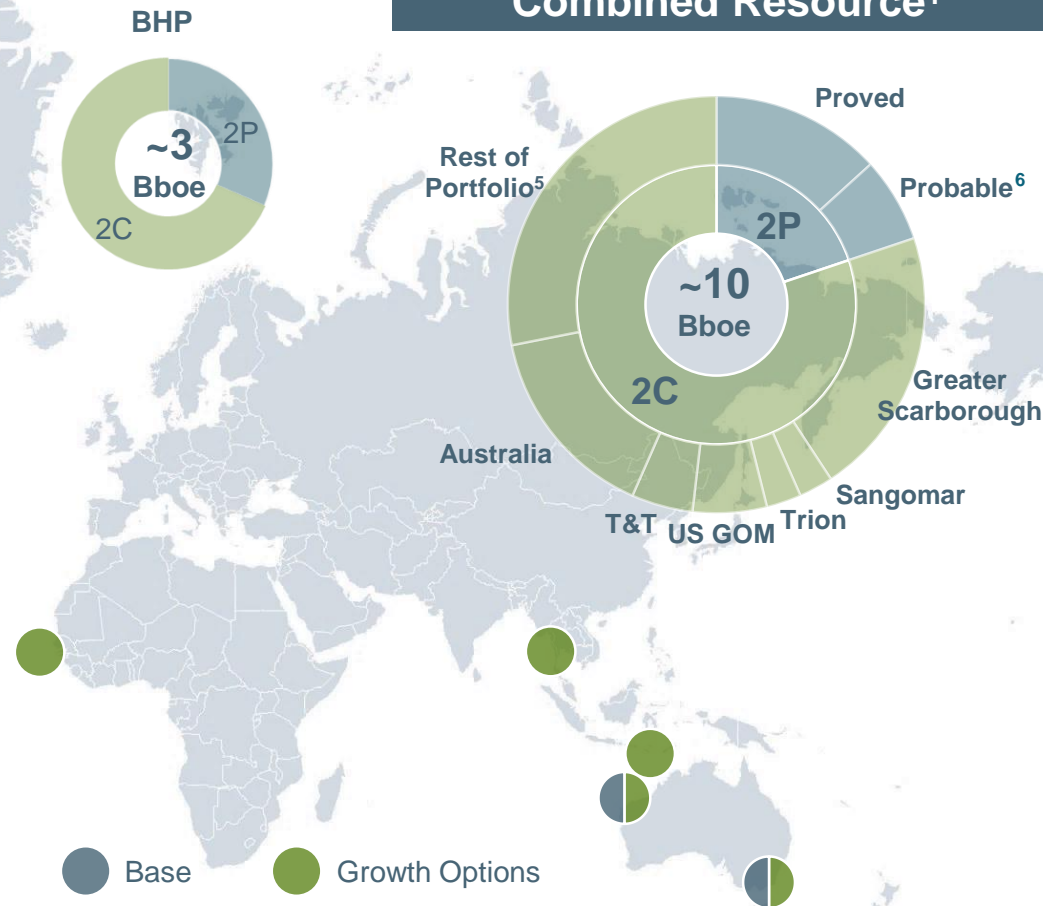 Combined Resource
BHP
~3
Bboe
2P
2C
Proved
Rest of
Portfolio⁵
Probable⁶
2P
~10
Bboe
2C
Greater
Scarborough
Australia
Sangomar
Trion
T&T
US GOM
Base
Growth Options